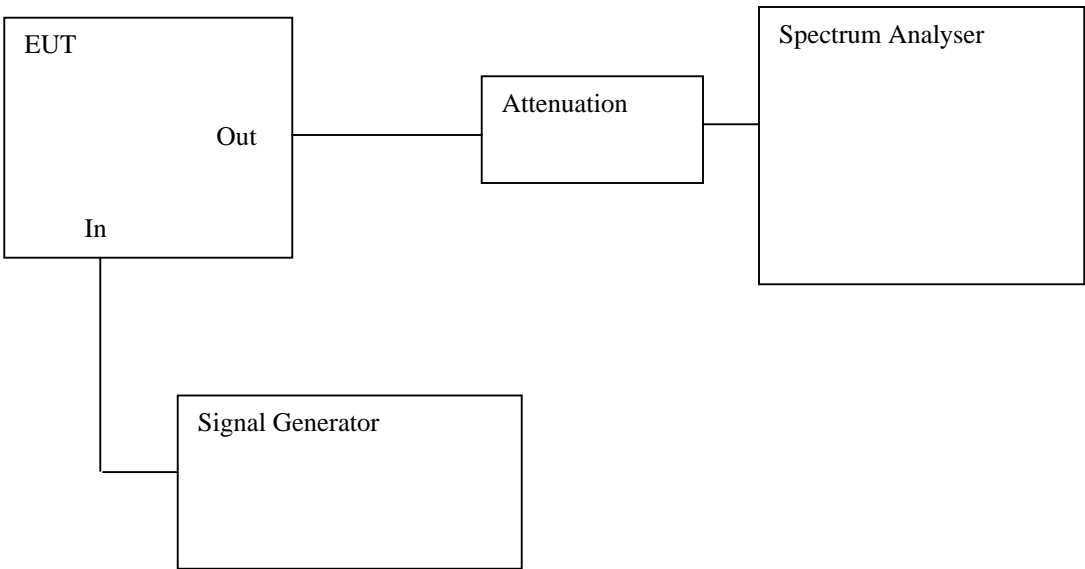 EUT
Spectrum Analyser
Attenuation
Out
In
Signal Generator